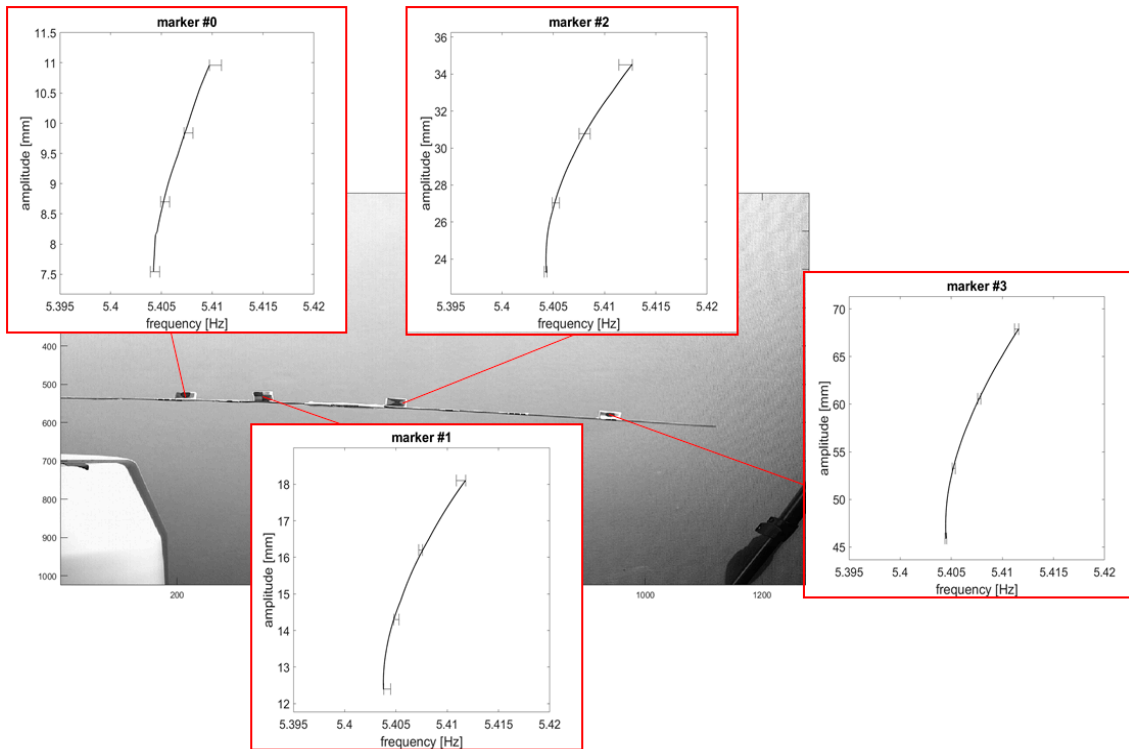 marker #0
11.5
11
10.5
10
9.5
9
8.5
8
7.5
amplitude [mm]
5.395 5.4 5.405 5.41 5.415 5.42
frequency [Hz]
marker #2
36
34
32
30
28
26
24
amplitude [mm]
5.395 5.4 5.405 5.41 5.415 5.42
frequency [Hz]
marker #3
70
65
60
55
50
45
amplitude [mm]
5.395 5.4 5.405 5.41 5.415 5.42
frequency [Hz]
400
500
600
700
800
900
1000
200 1000 1200
marker #1
18
17
16
15
14
13
12
amplitude [mm]
5.395 5.4 5.405 5.41 5.415 5.42
frequency [Hz]